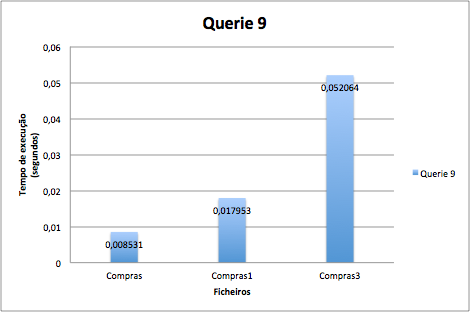 Querie 9
0,06
0,05
0,04
0,03
0,02
0,01
0
Tempo de execução
(segundos)
0,008531
0,017953
0,052064
Compras
Compras1
Compras3
Ficheiros
Querie 9